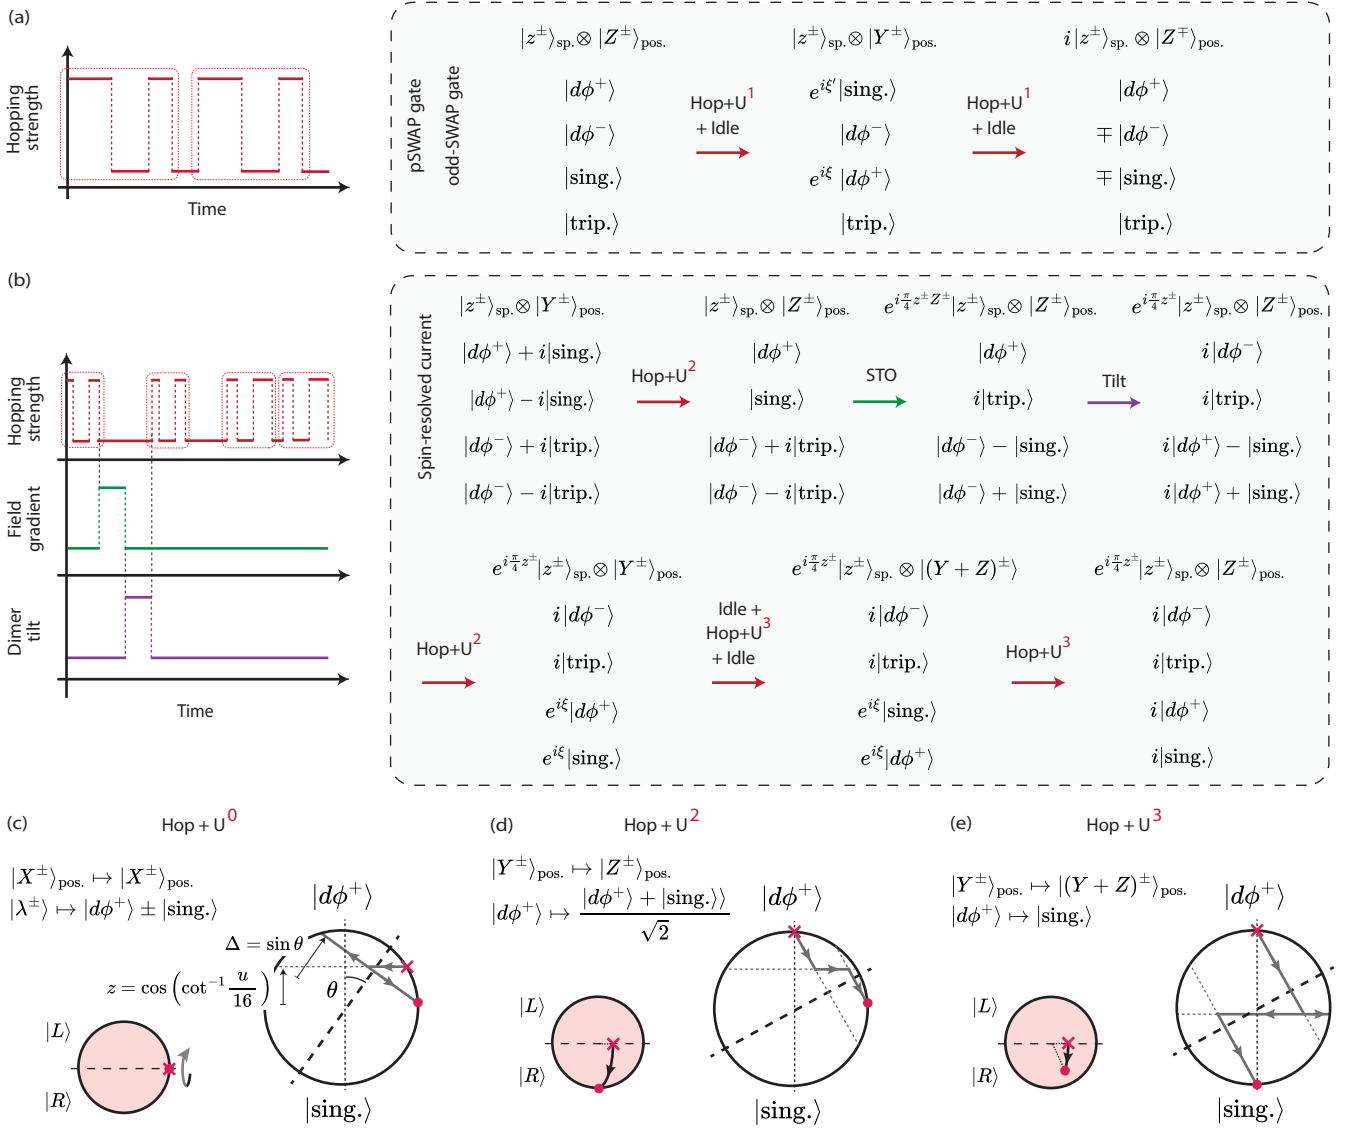 (a)
Hopping
strength
Time
pSWAP gate
odd-SWAP gate
|z^±⟩_sp. ⊗ |Z^±⟩_pos.
|dϕ^+⟩
|dϕ^-⟩
|sing.⟩
|trip.⟩
Hop+U^1
+ Idle
|z^±⟩_sp. ⊗ |Y^±⟩_pos.
e^{iξ′}|sing.⟩
|dϕ^-⟩
e^{iξ} |dϕ^+⟩
|trip.⟩
Hop+U^1
+ Idle
i|z^±⟩_sp. ⊗ |Z^∓⟩_pos.
|dϕ^+⟩
∓ |dϕ^-⟩
∓ |sing.⟩
|trip.⟩
(b)
Hopping
strength
Field
gradient
Dimer
tilt
Time
Spin-resolved current
|z^±⟩_sp. ⊗ |Y^±⟩_pos.
|dϕ^+⟩ + i|sing.⟩
|dϕ^+⟩ − i|sing.⟩
|dϕ^-⟩ + i|trip.⟩
|dϕ^-⟩ − i|trip.⟩
Hop+U^2
|z^±⟩_sp. ⊗ |Z^±⟩_pos.
|dϕ^+⟩
|sing.⟩
|dϕ^-⟩ + i|trip.⟩
|dϕ^-⟩ − i|trip.⟩
STO
e^{i π/4 z^± Z^±}|z^±⟩_sp. ⊗ |Z^±⟩_pos.
|dϕ^+⟩
i|trip.⟩
|dϕ^-⟩ − |sing.⟩
|dϕ^-⟩ + |sing.⟩
Tilt
e^{i π/4 z^±}|z^±⟩_sp. ⊗ |Z^±⟩_pos.
i|dϕ^-⟩
i|trip.⟩
i|dϕ^+⟩ − |sing.⟩
i|dϕ^+⟩ + |sing.⟩
Hop+U^2
e^{i π/4 z^±}|z^±⟩_sp. ⊗ |Y^±⟩_pos.
i|dϕ^-⟩
i|trip.⟩
e^{iξ}|dϕ^+⟩
e^{iξ}|sing.⟩
Idle +
Hop+U^3
+ Idle
e^{i π/4 z^±}|z^±⟩_sp. ⊗ |(Y + Z)^±⟩
i|dϕ^-⟩
i|trip.⟩
e^{iξ}|sing.⟩
e^{iξ}|dϕ^+⟩
Hop+U^3
e^{i π/4 z^±}|z^±⟩_sp. ⊗ |Z^±⟩_pos.
i|dϕ^-⟩
i|trip.⟩
i|dϕ^+⟩
i|sing.⟩
(c)
Hop + U^0
|X^±⟩_pos. ↦ |X^±⟩_pos.
|λ^±⟩ ↦ |dϕ^+⟩ ± |sing.⟩
|dϕ^+⟩
Δ = sin θ
z = cos (cot^{-1} u/16)
θ
|L⟩
|R⟩
|sing.⟩
(d)
Hop + U^2
|Y^±⟩_pos. ↦ |Z^±⟩_pos.
|dϕ^+⟩ ↦ |dϕ^+⟩ + |sing.⟩⟩ / √2
|dϕ^+⟩
|L⟩
|R⟩
|sing.⟩
(e)
Hop + U^3
|Y^±⟩_pos. ↦ |(Y + Z)^±⟩_pos.
|dϕ^+⟩ ↦ |sing.⟩
|dϕ^+⟩
|L⟩
|R⟩
|sing.⟩